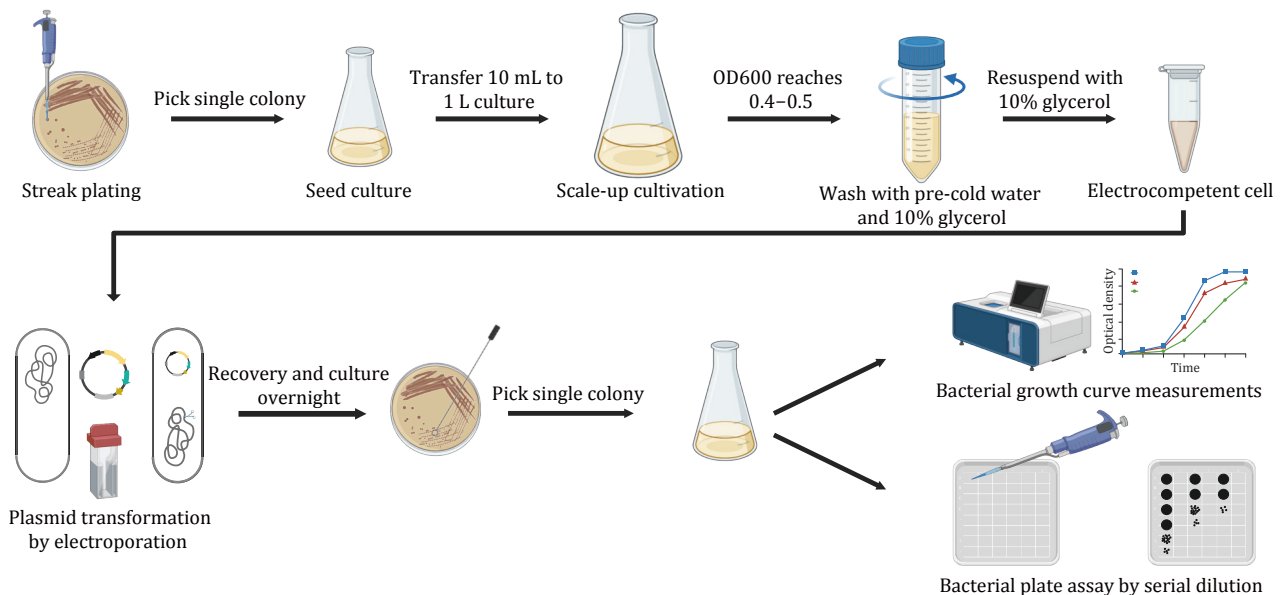 Pick single colony
Transfer 10 mL to
1 L culture
OD600 reaches
0.4−0.5
Resuspend with
10% glycerol
Streak plating
Seed culture
Scale-up cultivation
Wash with pre-cold water
and 10% glycerol
Electrocompetent cell
Recovery and culture
overnight
Pick single colony
Optical density
Time
Bacterial growth curve measurements
Plasmid transformation
by electroporation
Bacterial plate assay by serial dilution